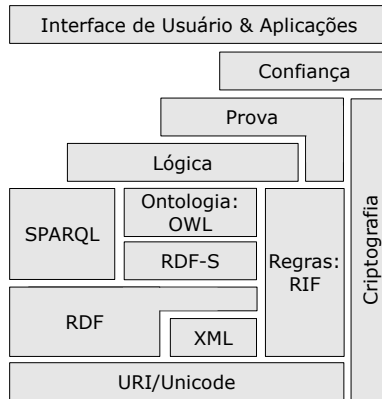 Interface de Usuário & Aplicações
Confiança
Prova
Lógica
Criptografia
SPARQL
Ontologia:
OWL
RDF-S
Regras:
RIF
RDF
XML
URI/Unicode